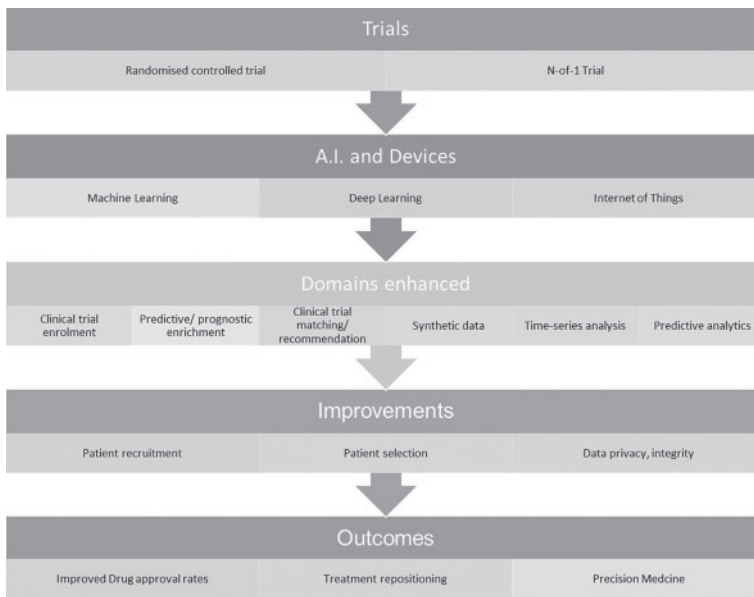 Trials
Randomised controlled trial
N-of-1 Trial
A.I. and Devices
Machine Learning
Deep Learning
Internet of Things
Domains enhanced
Clinical trial
enrolment
Predictive/ prognostic
enrichment
Clinical trial
matching/
recommendation
Synthetic data
Time-series analysis
Predictive analytics
Improvements
Patient recruitment
Patient selection
Data privacy, integrity
Outcomes
Improved Drug approval rates
Treatment repositioning
Precision Medcine